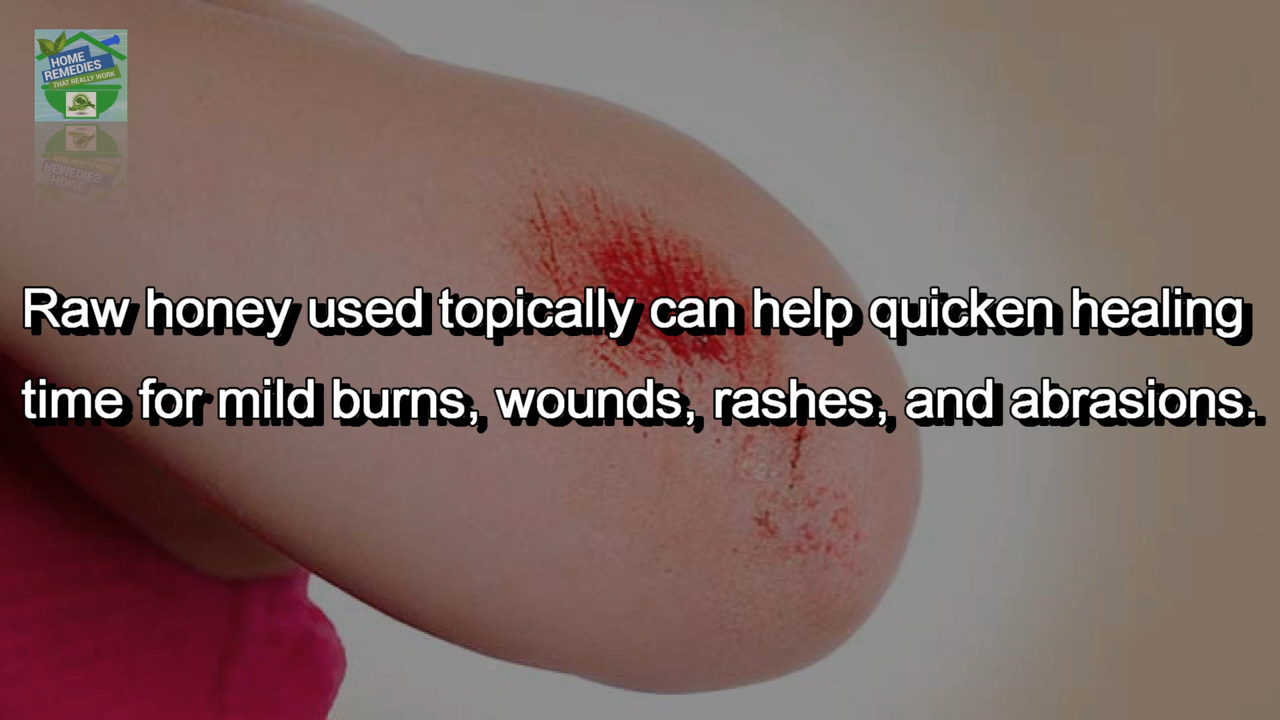 HOME
REMEDIES
THAT REALLY WORK
Raw honey used topically can help quicken healing
time for mild burns, wounds, rashes, and abrasions.